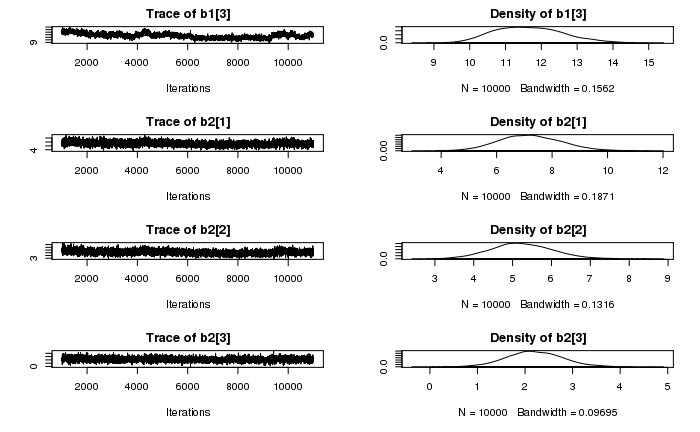 Trace of b1[3]
Density of b1[3]
9
2000 4000 6000 8000 10000
Iterations
0.0
9 10 11 12 13 14 15
N = 10000 Bandwidth = 0.1562
Trace of b2[1]
Density of b2[1]
4
2000 4000 6000 8000 10000
Iterations
0.00
4 6 8 10 12
N = 10000 Bandwidth = 0.1871
Trace of b2[2]
Density of b2[2]
3
2000 4000 6000 8000 10000
Iterations
0.0
3 4 5 6 7 8 9
N = 10000 Bandwidth = 0.1316
Trace of b2[3]
Density of b2[3]
0
2000 4000 6000 8000 10000
Iterations
0.0
0 1 2 3 4 5
N = 10000 Bandwidth = 0.09695